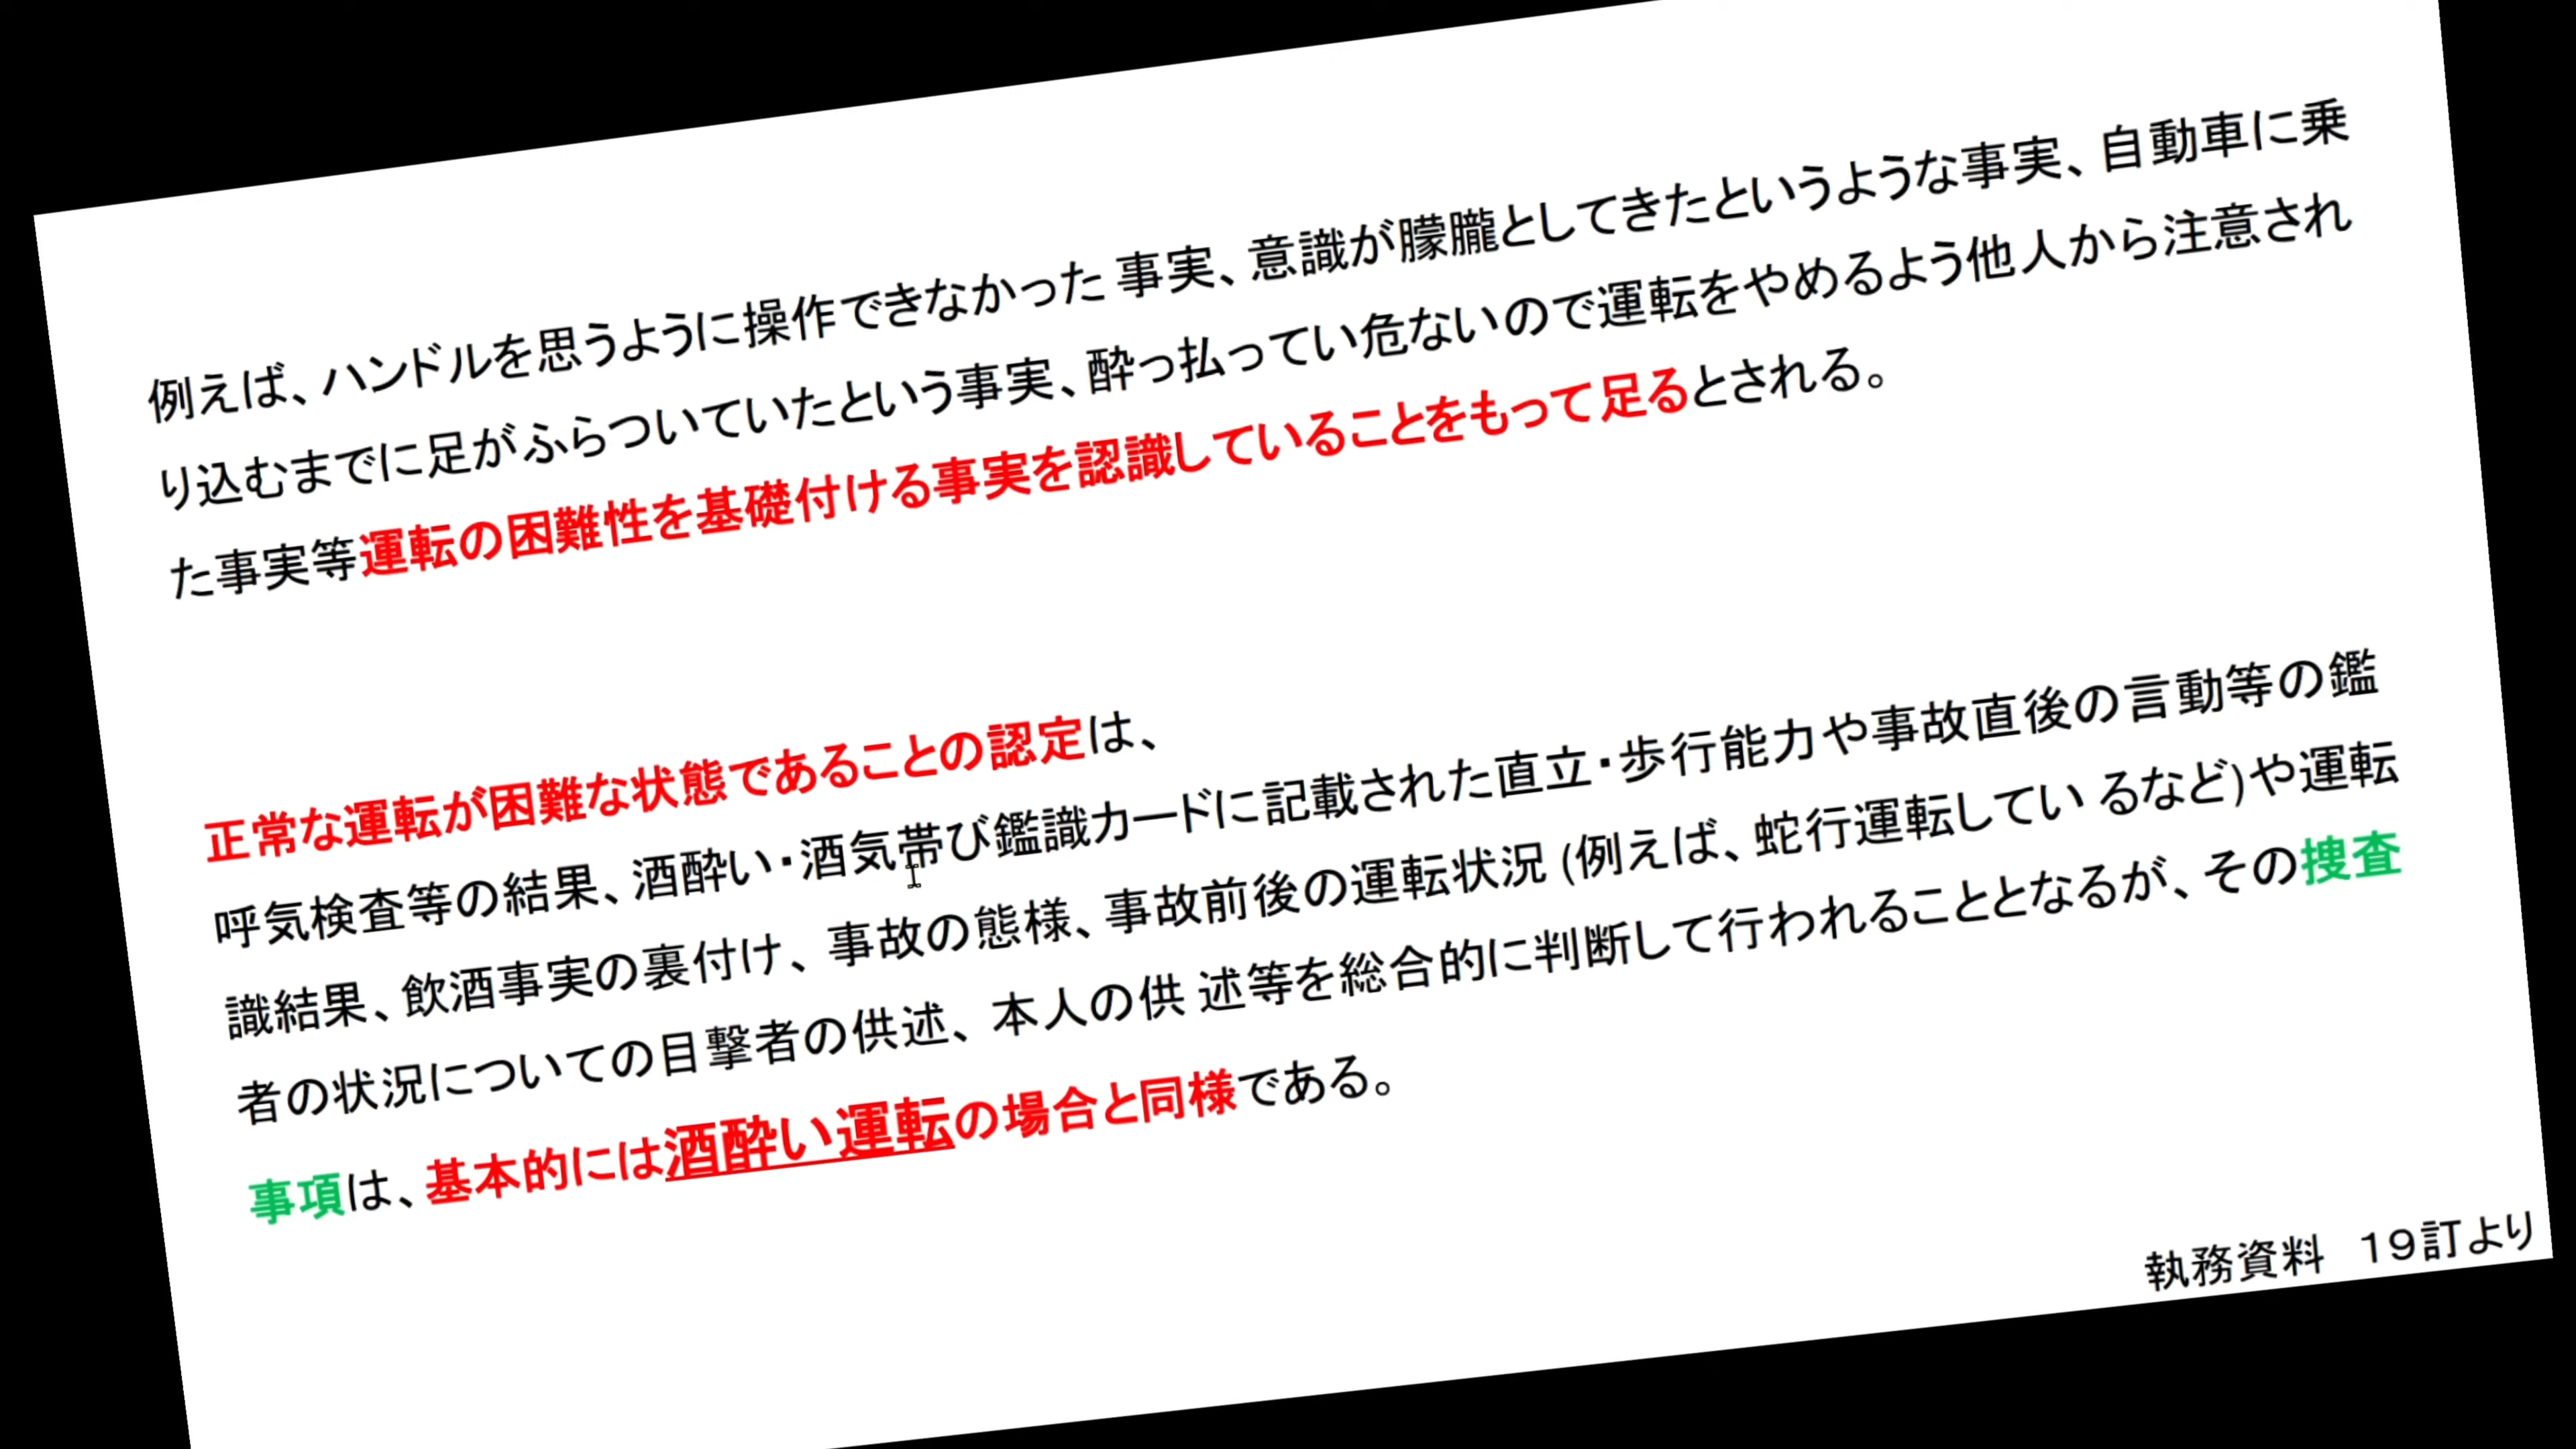 例えば、ハンドルを思うように操作できなかった 事実、意識が朦朧としてきたというような事実、自動車に乗
り込むまでに足がふらついていたという事実、酔っ払ってい危ないので運転をやめるよう他人から注意され
た事実等運転の困難性を基礎付ける事実を認識していることをもって足るとされる。
正常な運転が困難な状態であることの認定は、
呼気検査等の結果、酒酔い・酒気帯び鑑識カードに記載された直立・歩行能力や事故直後の言動等の鑑
識結果、飲酒事実の裏付け、事故の態様、事故前後の運転状況 (例えば、蛇行運転してい るなど)や運転
者の状況についての目撃者の供述、本人の供 述等を総合的に判断して行われることとなるが、その捜査
事項は、基本的には酒酔い運転の場合と同様である。
執務資料　19訂より